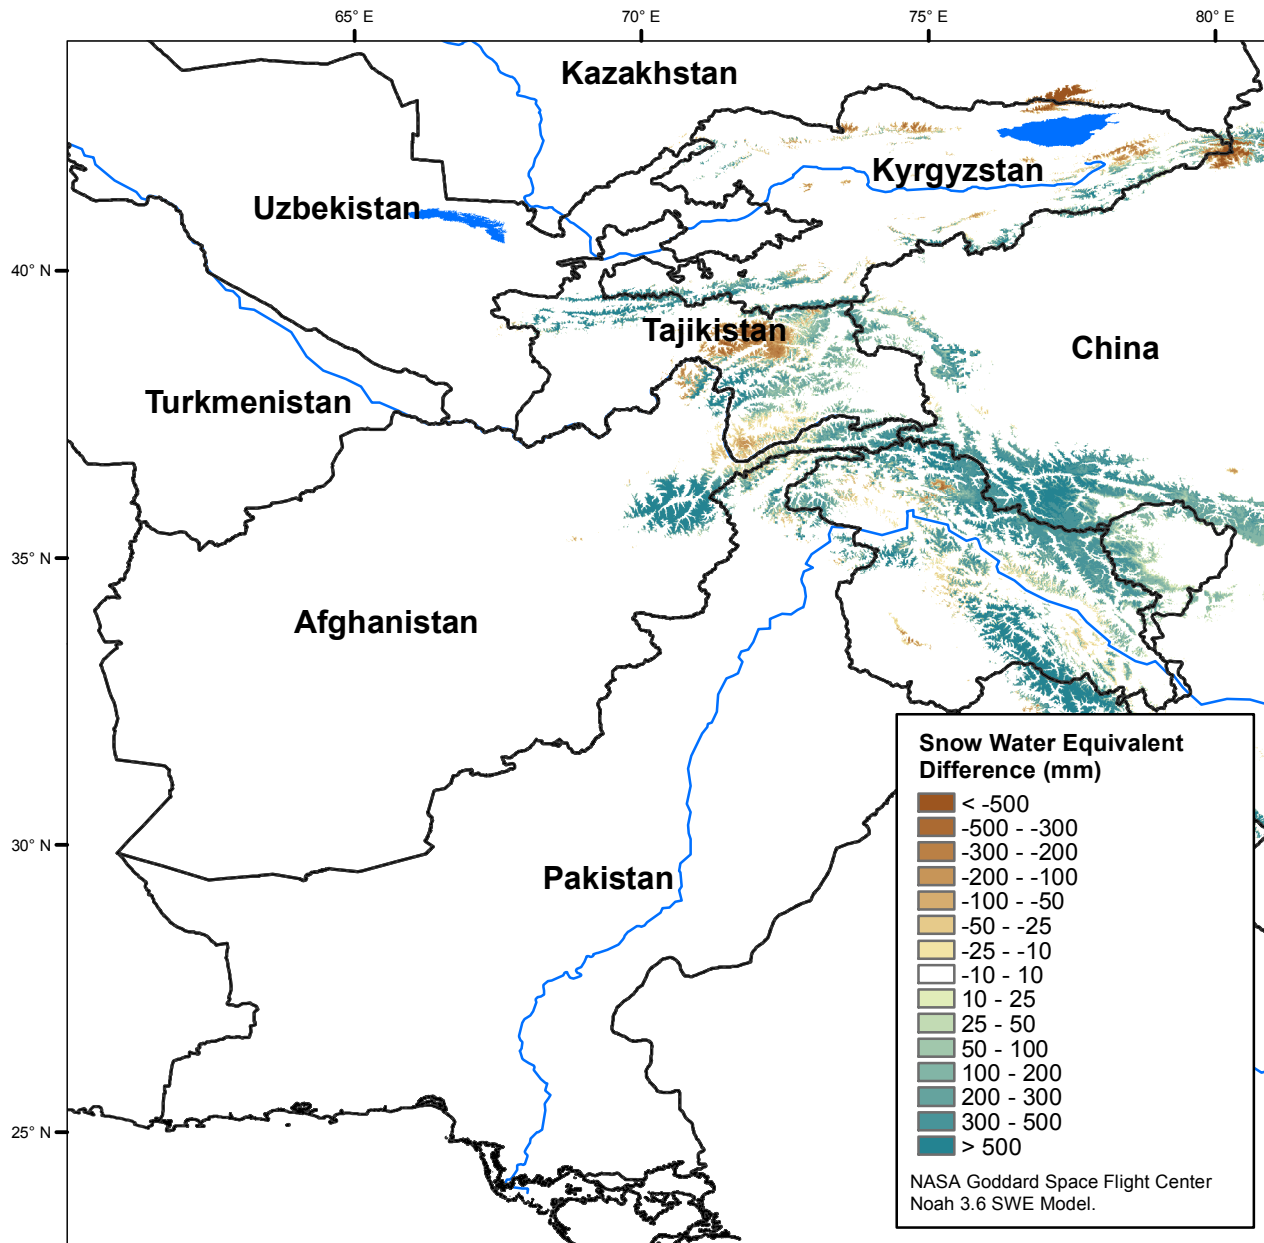 65° E
70° E
75° E
80° E
Kazakhstan
Kyrgyzstan
Uzbekistan
40° N
Tajikistan
China
Turkmenistan
35° N
Afghanistan
30° N
Pakistan
25° N
Snow Water Equivalent
Difference (mm)
< -500
-500 - -300
-300 - -200
-200 - -100
-100 - -50
-50 - -25
-25 - -10
-10 - 10
10 - 25
25 - 50
50 - 100
100 - 200
200 - 300
300 - 500
> 500
NASA Goddard Space Flight Center
Noah 3.6 SWE Model.